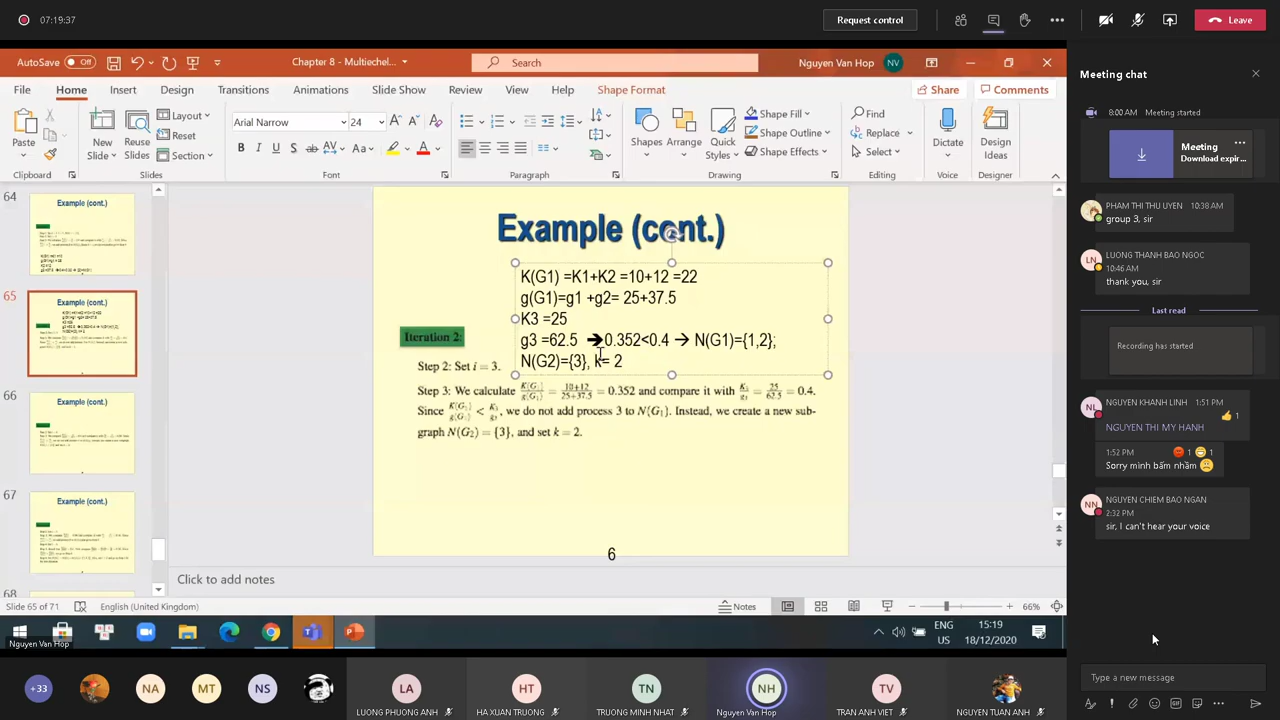 07:19:37
Request control
Leave
AutoSave Off
Chapter 8 - Multiechel...
Search
Nguyen Van Hop
NV
File Home Insert Design Transitions Animations Slide Show Review View Help Shape Format
Share
Comments
Paste
Clipboard
New Slide
Reuse Slides
Layout
Reset
Section
Slides
Arial Narrow
24
Font
Paragraph
Shapes
Arrange
Quick Styles
Shape Fill
Shape Outline
Shape Effects
Drawing
Find
Replace
Select
Editing
Dictate
Voice
Design Ideas
Designer
64
Example (cont.)
65
Example (cont.)
66
Example (cont.)
67
Example (cont.)
68
Example (cont.)
K(G1) =K1+K2 =10+12 =22
g(G1)=g1 +g2= 25+37.5
K3 =25
g3 =62.5 ➔0.352<0.4 → N(G1)={1,2};
N(G2)={3}, k= 2
Iteration 2:
Step 2: Set i = 3.
Step 3: We calculate K(G₁)/g(G₁) = 10+12/25+37.5 = 0.352 and compare it with K₃/g₃ = 25/62.5 = 0.4.
Since K(G₁)/g(G₁) < K₃/g₃, we do not add process 3 to N(G₁). Instead, we create a new sub-
graph N(G₂) = {3}, and set k = 2.
6
Click to add notes
Slide 65 of 71
English (United Kingdom)
Notes
66%
Nguyen Van Hop
ENG
US
15:19
18/12/2020
+33
NA
MT
NS
LA
LUONG PHUONG ANH
HT
HA XUAN TRUONG
TN
TRUONG MINH NHAT
NH
Nguyen Van Hop
TV
TRAN ANH VIET
NGUYEN TUAN ANH
Meeting chat
8:00 AM Meeting started
Meeting
Download expir...
PHAM THI THU UYEN 10:38 AM
group 3, sir
LN
LUONG THANH BAO NGOC
10:46 AM
thank you, sir
Last read
Recording has started
NL
NGUYEN KHANH LINH 1:51 PM
1
NGUYEN THI MY HANH
1:52 PM
1
1
Sorry mình bấm nhầm
NN
NGUYEN CHIEM BAO NGAN
2:32 PM
sir, I can't hear your voice
Type a new message